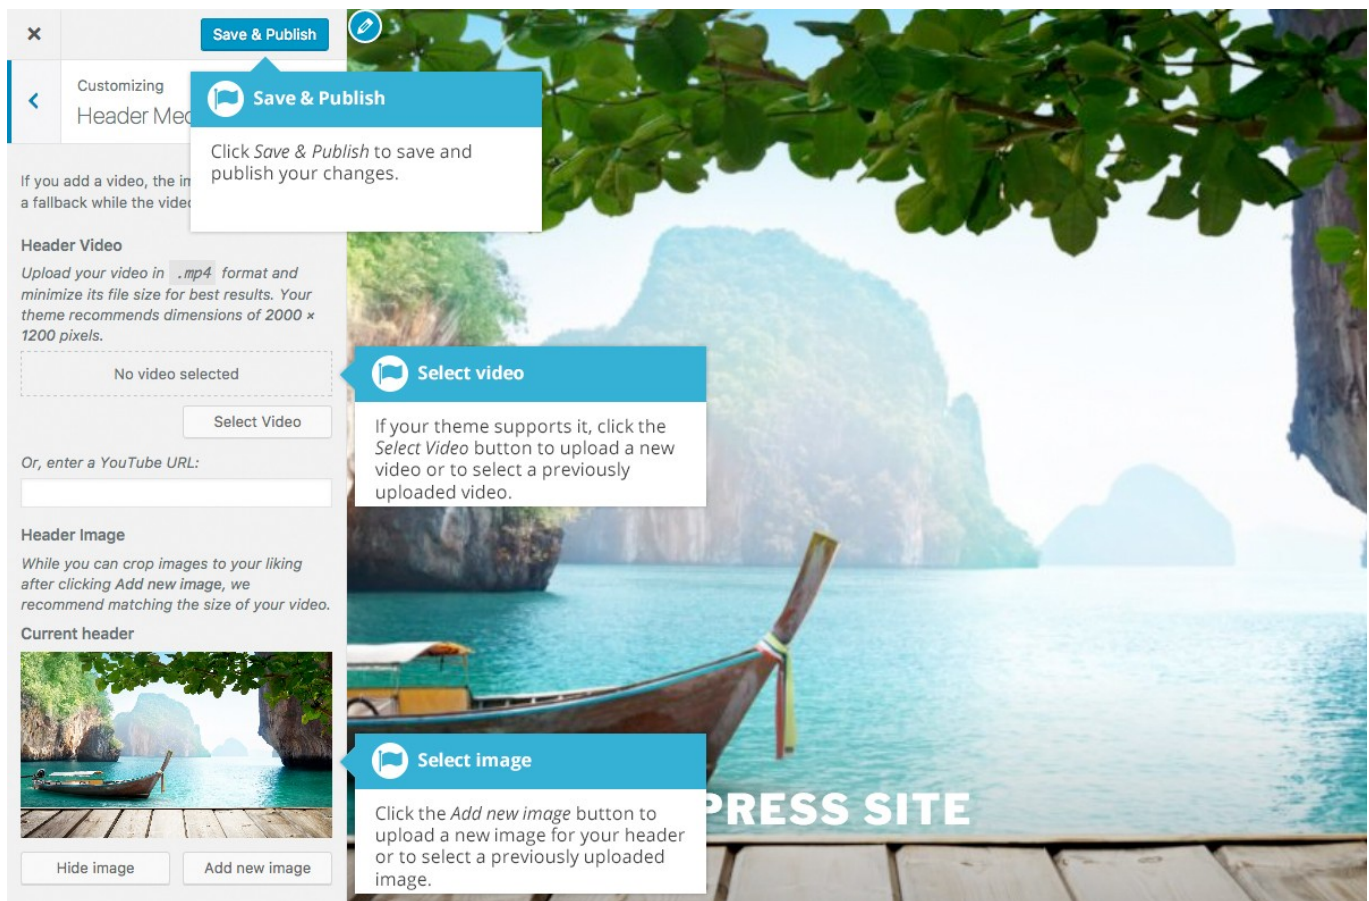 Save & Publish
Customizing
Header Med
Save & Publish
Click Save & Publish to save and
publish your changes.
If you add a video, the im
a fallback while the vide
Header Video
Upload your video in .mp4 format and
minimize its file size for best results. Your
theme recommends dimensions of 2000 ×
1200 pixels.
No video selected
Select Video
Select video
If your theme supports it, click the
Select Video button to upload a new
video or to select a previously
uploaded video.
Or, enter a YouTube URL:
Header Image
While you can crop images to your liking
after clicking Add new image, we
recommend matching the size of your video.
Current header
Select image
Click the Add new image button to
upload a new image for your header
or to select a previously uploaded
image.
PRESS SITE
Hide image
Add new image